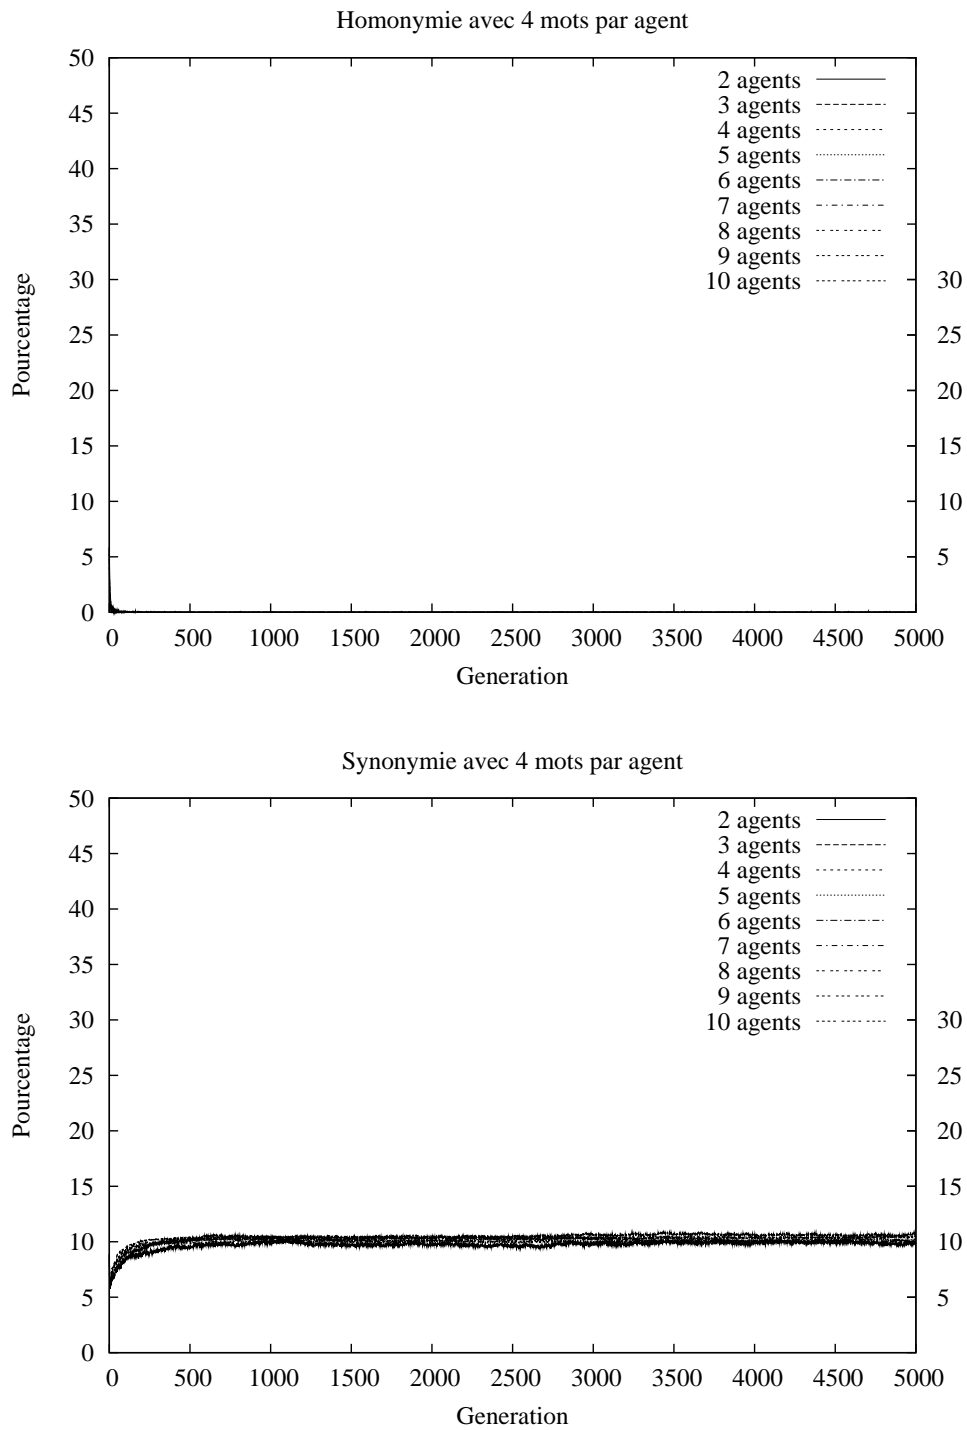 Homonymie avec 4 mots par agent
50
2 agents
45
3 agents
4 agents
40
5 agents
6 agents
35
7 agents
8 agents
9 agents
30
10 agents
30
25
25
20
20
15
15
10
10
5
5
0
0 500 1000 1500 2000 2500 3000 3500 4000 4500 5000
Pourcentage
Generation
Synonymie avec 4 mots par agent
50
2 agents
45
3 agents
4 agents
40
5 agents
6 agents
35
7 agents
8 agents
9 agents
30
10 agents
30
25
25
20
20
15
15
10
10
5
5
0
0 500 1000 1500 2000 2500 3000 3500 4000 4500 5000
Pourcentage
Generation